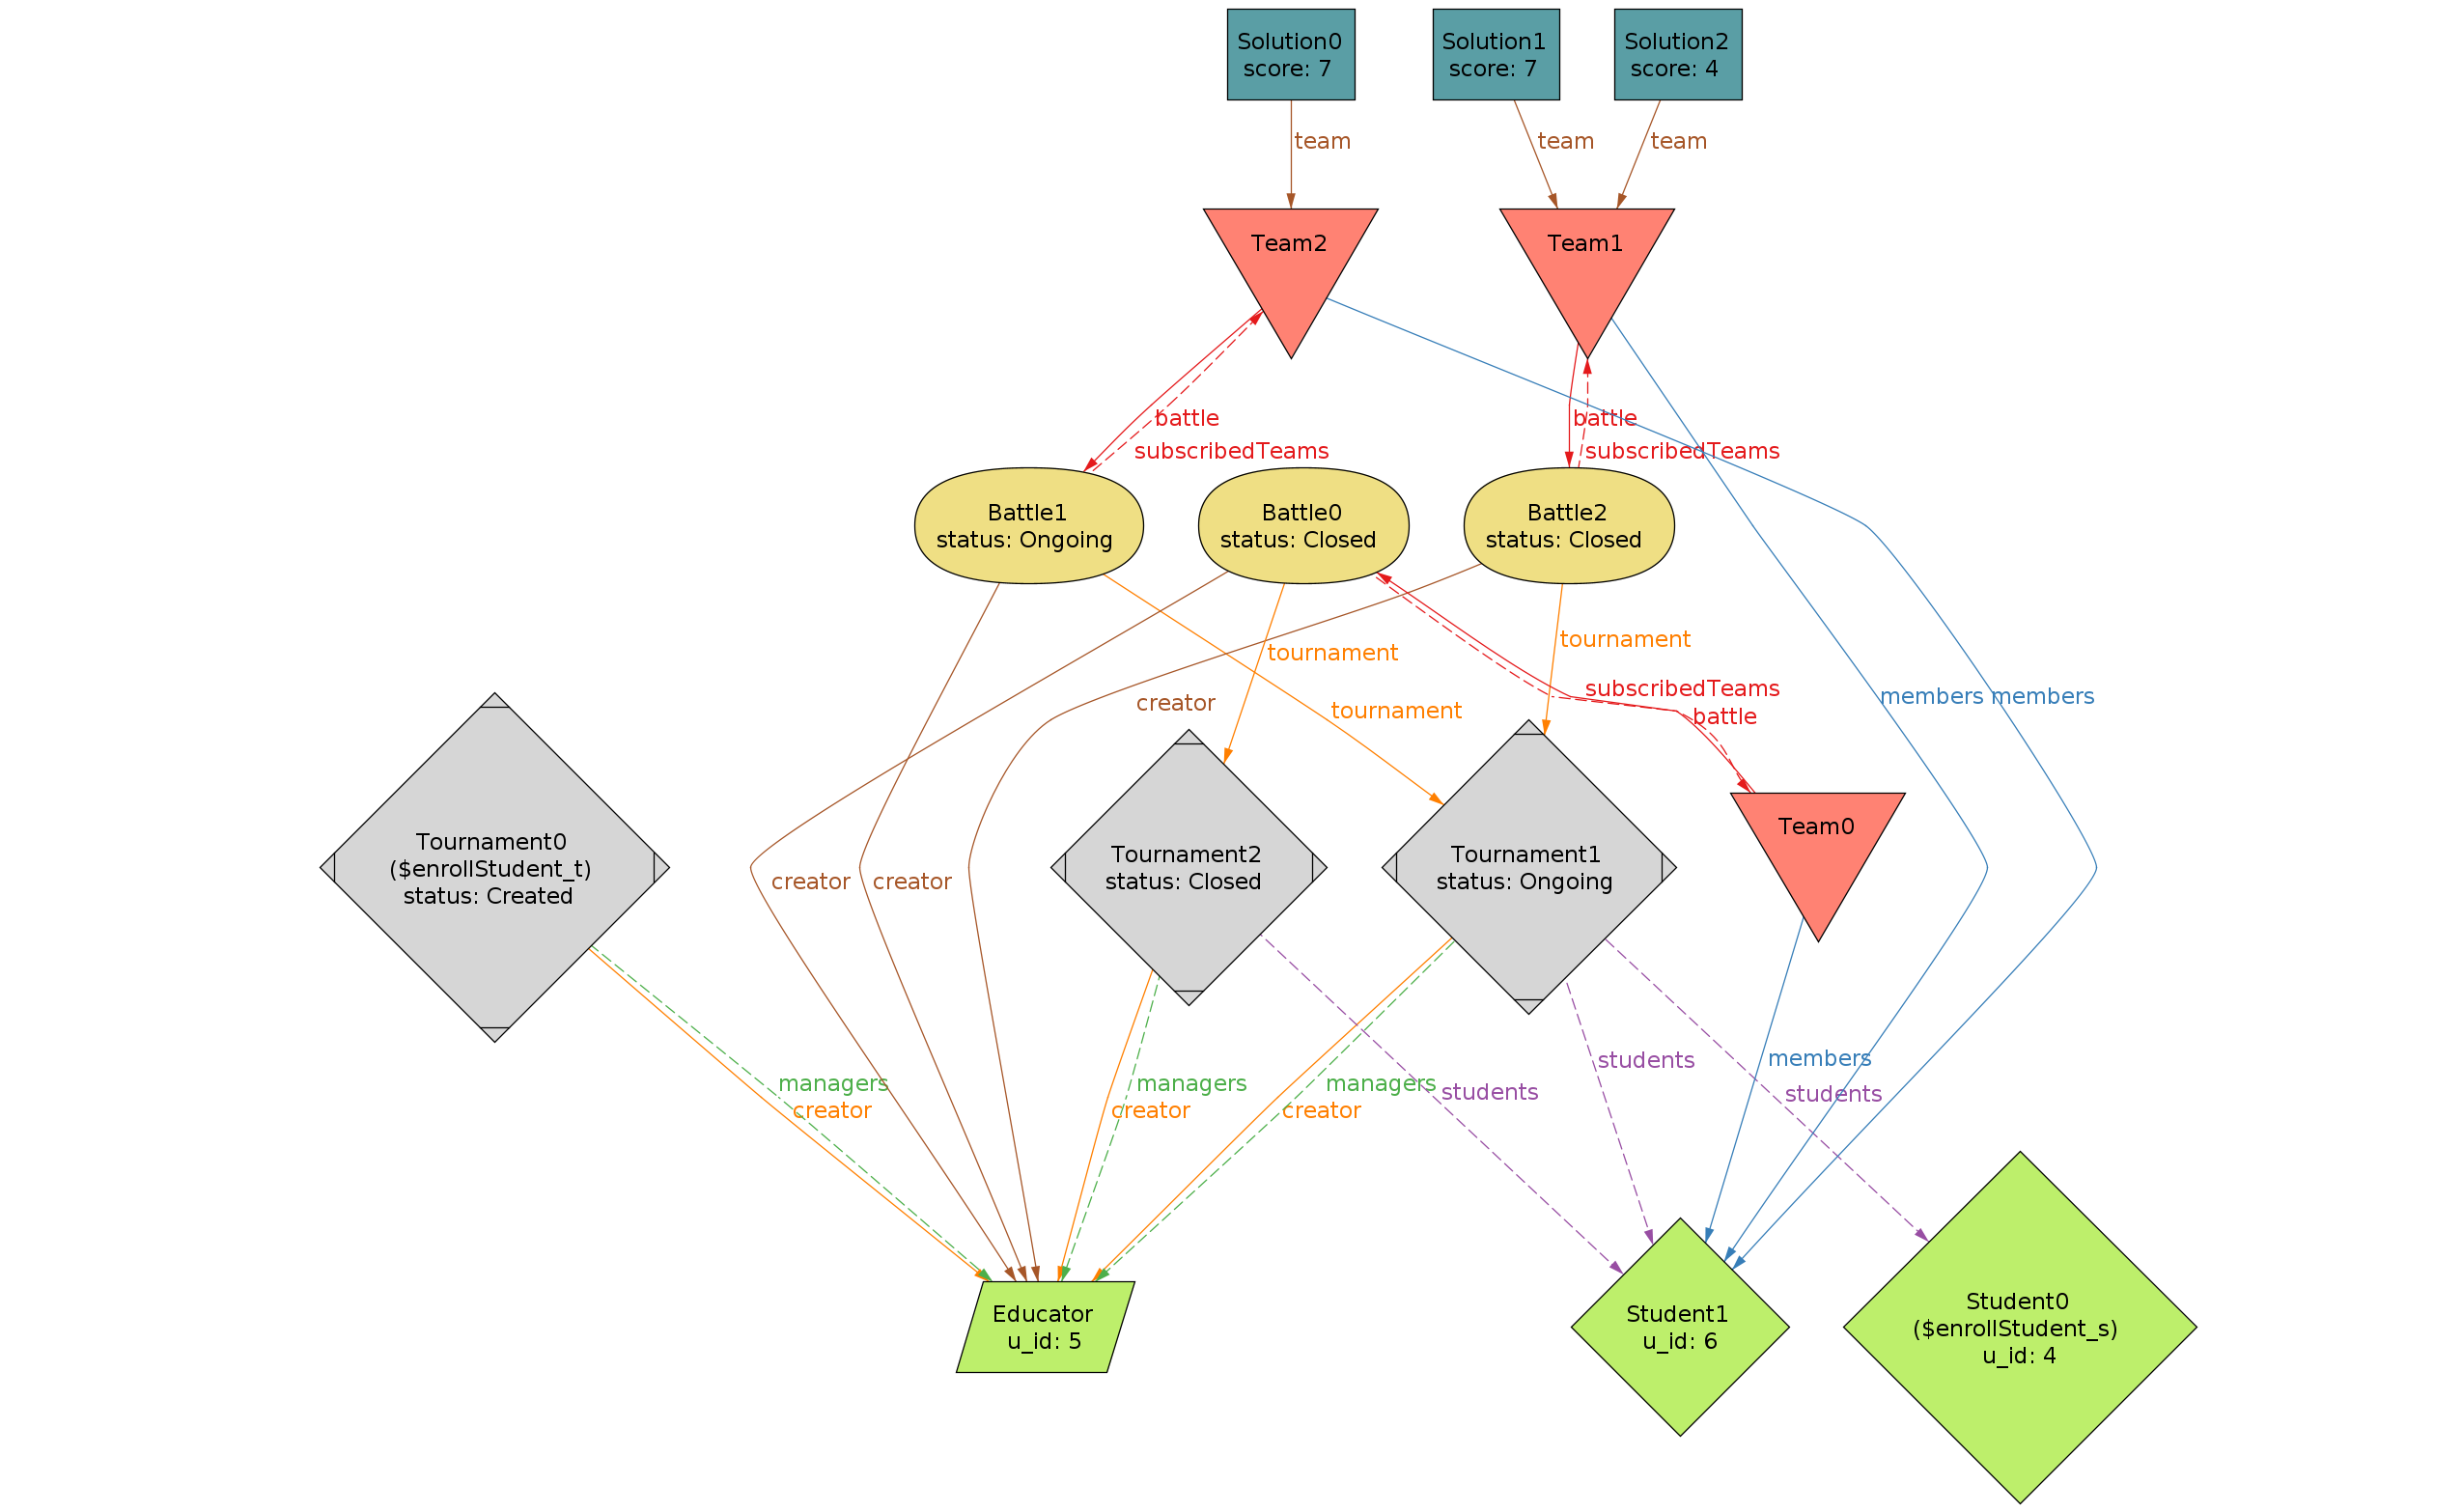 Solution0
score: 7
Solution1
score: 7
Solution2
score: 4
team
team
team
Team2
Team1
battle
subscribedTeams
battle
subscribedTeams
Battle1
status: Ongoing
Battle0
status: Closed
Battle2
status: Closed
tournament
tournament
tournament
creator
subscribedTeams
battle
members
members
Tournament0
($enrollStudent_t)
status: Created
creator
creator
Tournament2
status: Closed
Tournament1
status: Ongoing
Team0
managers
creator
managers
creator
managers
creator
students
students
members
students
Educator
u_id: 5
Student1
u_id: 6
Student0
($enrollStudent_s)
u_id: 4